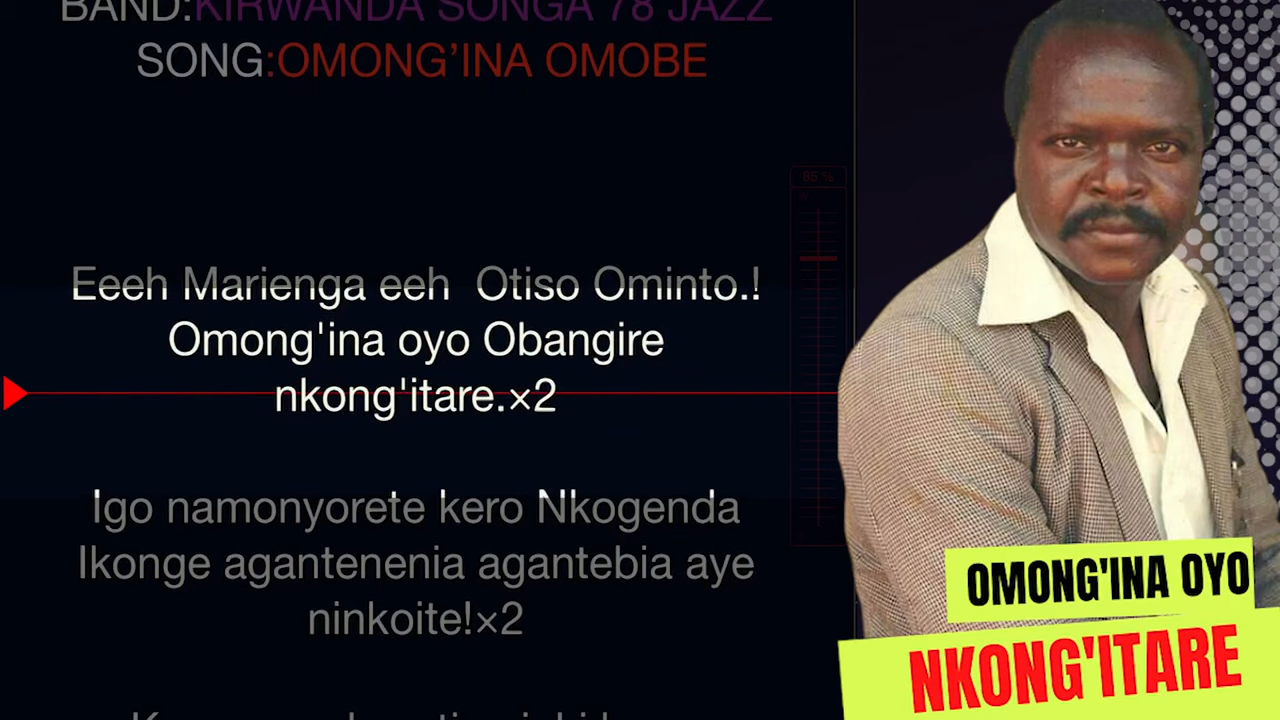 BAND:KIRWANDA SONGA 78 JAZZ
SONG:OMONG’INA OMOBE
85 %
Eeeh Marienga eeh Otiso Ominto.!
Omong'ina oyo Obangire
nkong'itare.×2
Igo namonyorete kero Nkogenda
Ikonge agantenenia agantebia aye
ninkoite!×2
OMONG'INA OYO
NKONG'ITARE